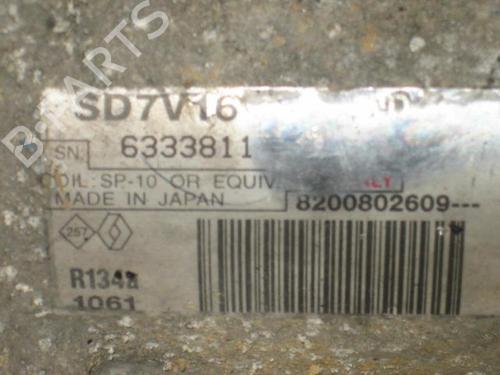 B PARTS
SD7V16
SN: 6333811
OIL: SP-10 OR EQUIV.
MADE IN JAPAN
8200802609---
257
R134a
1061